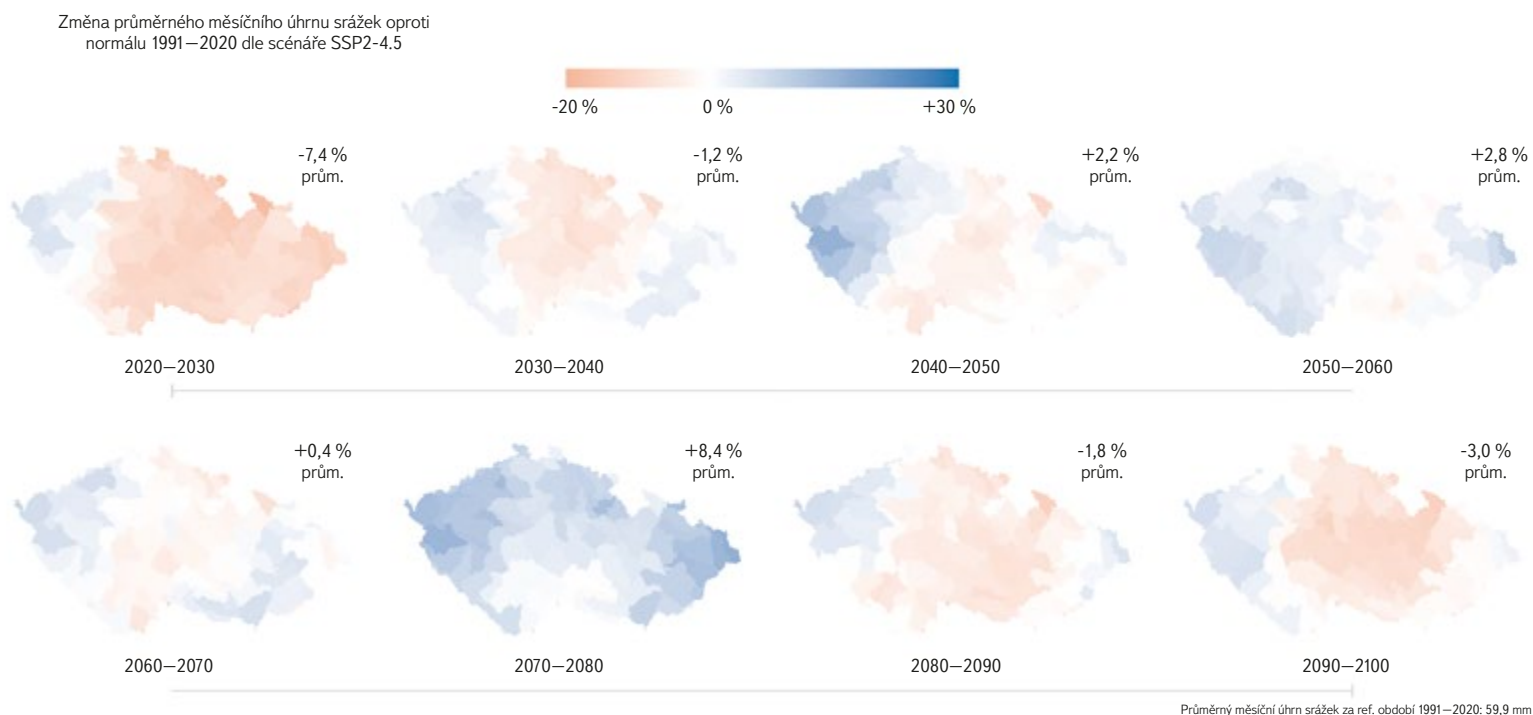 Změna průměrného měsíčního úhrnu srážek oproti
normálu 1991—2020 dle scénáře SSP2-4.5
-20 %
0 %
+30 %
-7,4 %
prům.
-1,2 %
prům.
+2,2 %
prům.
+2,8 %
prům.
2020—2030
2030—2040
2040—2050
2050—2060
+0,4 %
prům.
+8,4 %
prům.
-1,8 %
prům.
-3,0 %
prům.
2060—2070
2070—2080
2080—2090
2090—2100
Průměrný měsíční úhrn srážek za ref. období 1991—2020: 59,9 mm